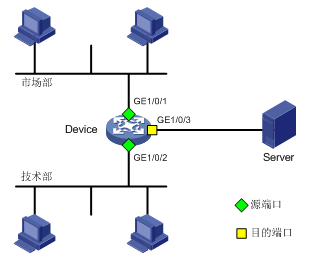 市场部
GE1/0/1
Device
GE1/0/3
GE1/0/2
Server
技术部
源端口
目的端口